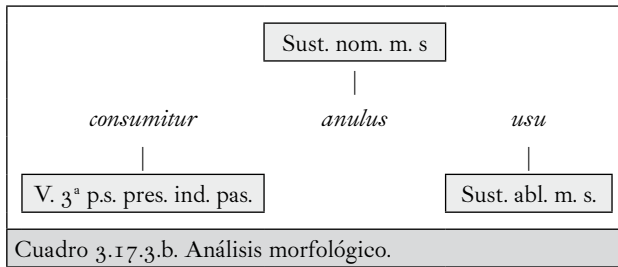 Sust. nom. m. s
consumitur anulus usu
V. 3ª p.s. pres. ind. pas. Sust. abl. m. s.
Cuadro 3.17.3.b. Análisis morfológico.